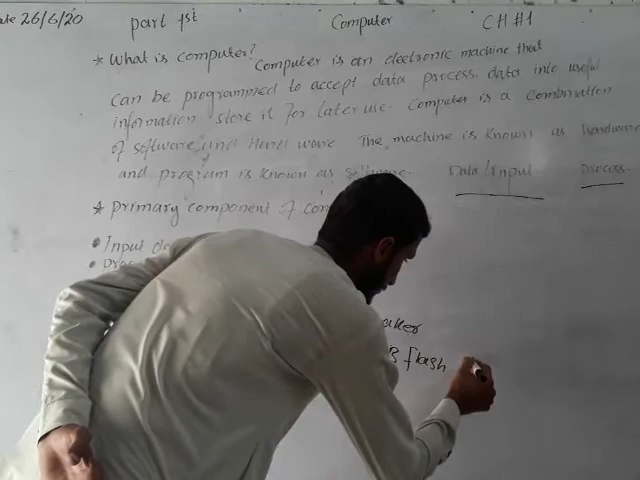 ate 26/6/20 part 1st Computer CH#1
* What is computer? Computer is an electronic machine that
Can be programmed to accept data process data into useful
information store it for later use. Computer is a Combination
of software and Hard ware The machine is Known as hardware
and program is Known as Software. Data/Input Process
* Primary component of com
• Input de
• Proc
aker
B flash